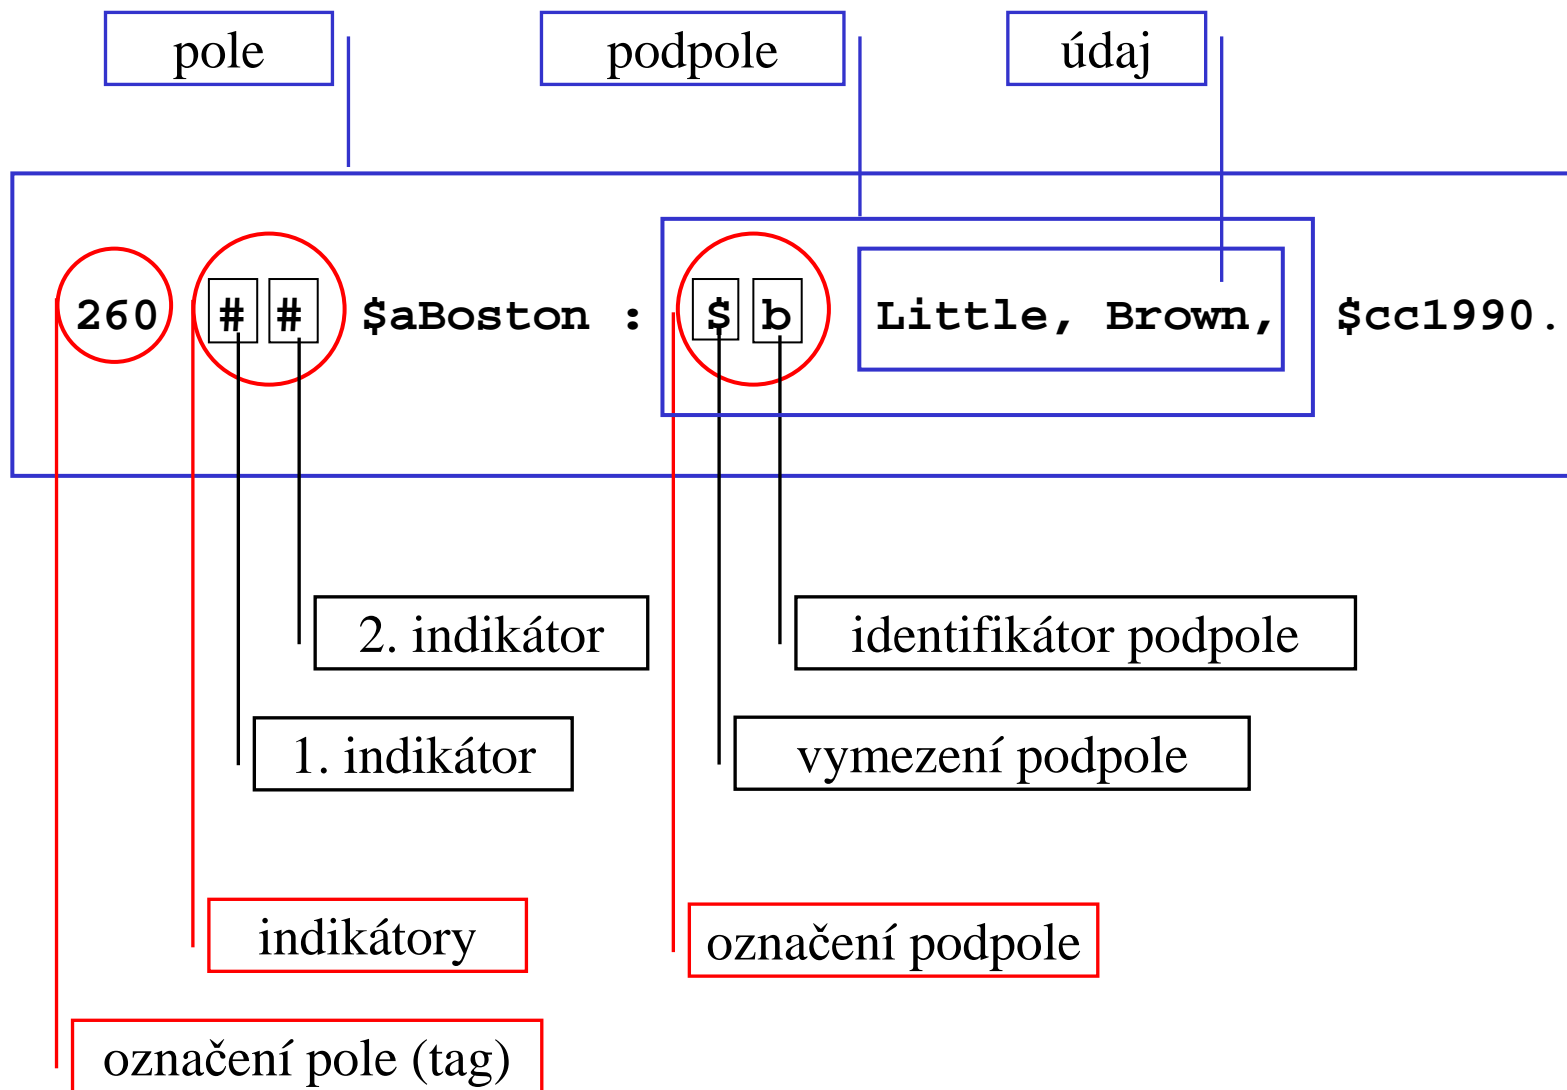 pole podpole údaj
260 # # $aBoston : $ b Little, Brown, $cc1990.
2. indikátor identifikátor podpole
1. indikátor vymezení podpole
indikátory označení podpole
označení pole (tag)